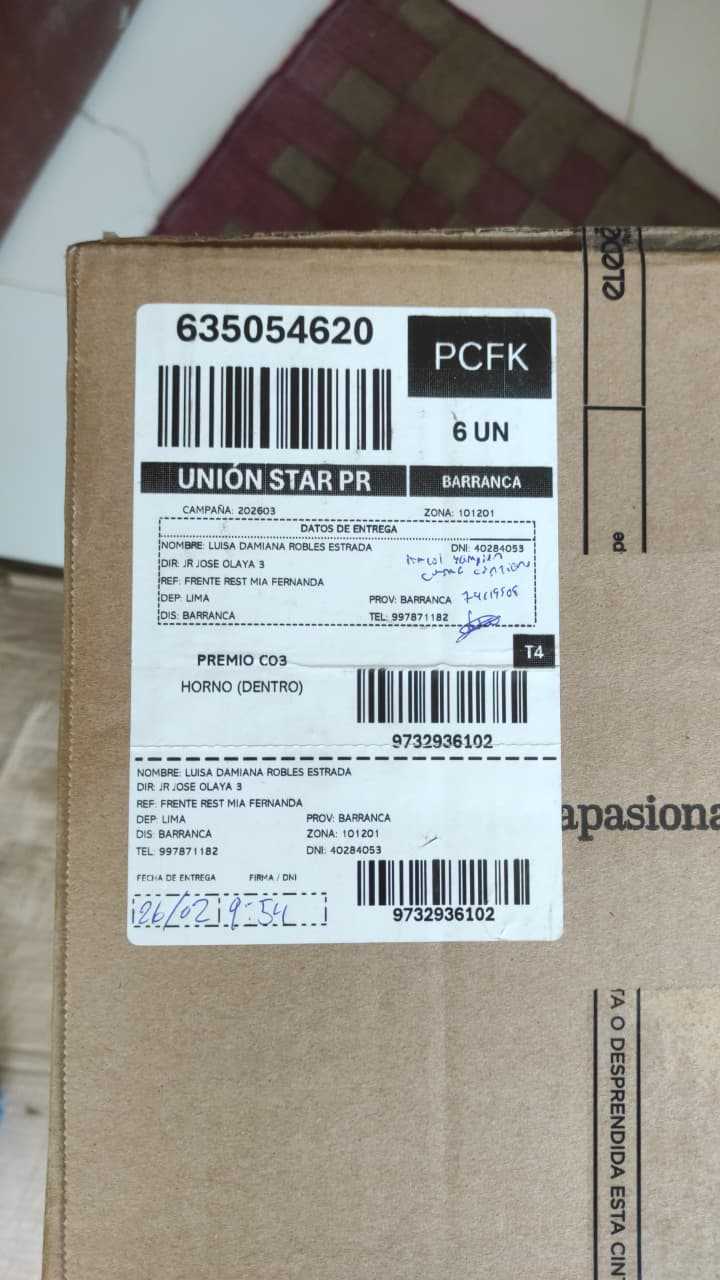 635054620
PCFK
6 UN
UNIÓN STAR PR
BARRANCA
CAMPAÑA: 202603 ZONA: 101201
DATOS DE ENTREGA
NOMBRE: LUISA DAMIANA ROBLES ESTRADA DNI: 40284053
DIR: JR JOSE OLAYA 3
REF: FRENTE REST MIA FERNANDA
DEP: LIMA PROV: BARRANCA
DIS: BARRANCA TEL: 997871182
T4
PREMIO C03
HORNO (DENTRO)
9732936102
NOMBRE: LUISA DAMIANA ROBLES ESTRADA
DIR: JR JOSE OLAYA 3
REF: FRENTE REST MIA FERNANDA
DEP: LIMA PROV: BARRANCA
DIS: BARRANCA ZONA: 101201
TEL: 997871182 DNI: 40284053
FECHA DE ENTREGA FIRMA / DNI
26/02 9:54
9732936102
apasiona
TA O DESPRENDIDA ESTA CIN